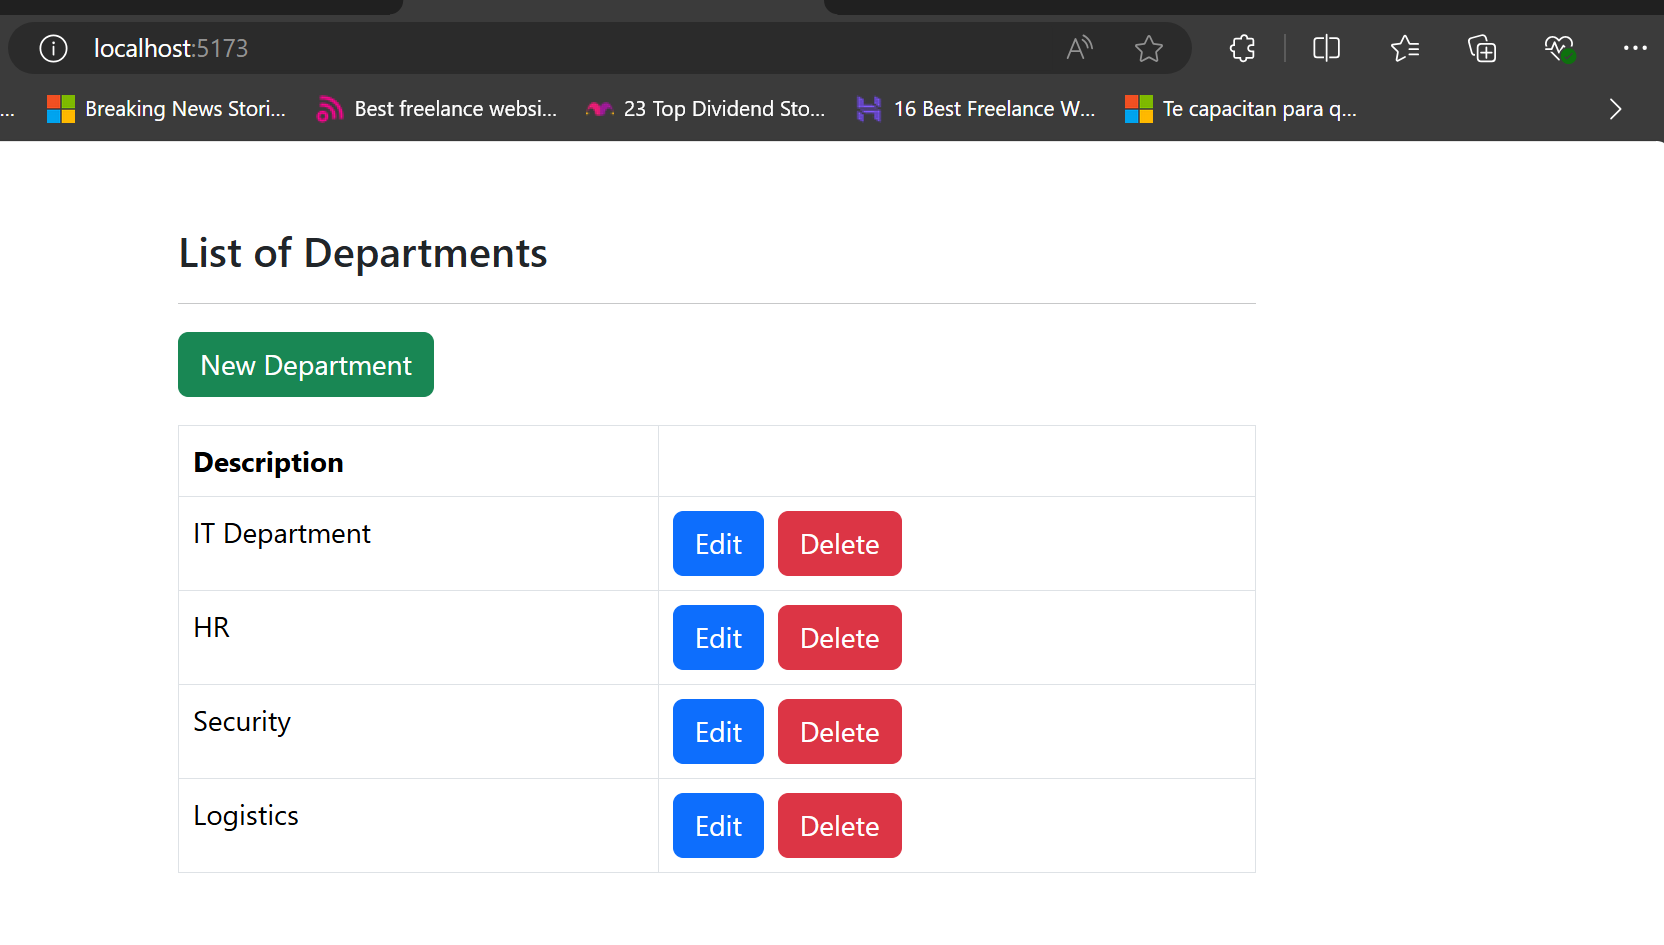 localhost:5173
... Breaking News Stori... Best freelance websi... 23 Top Dividend Sto... 16 Best Freelance W... Te capacitan para q...
List of Departments
New Department
Description
IT Department Edit Delete
HR Edit Delete
Security Edit Delete
Logistics Edit Delete